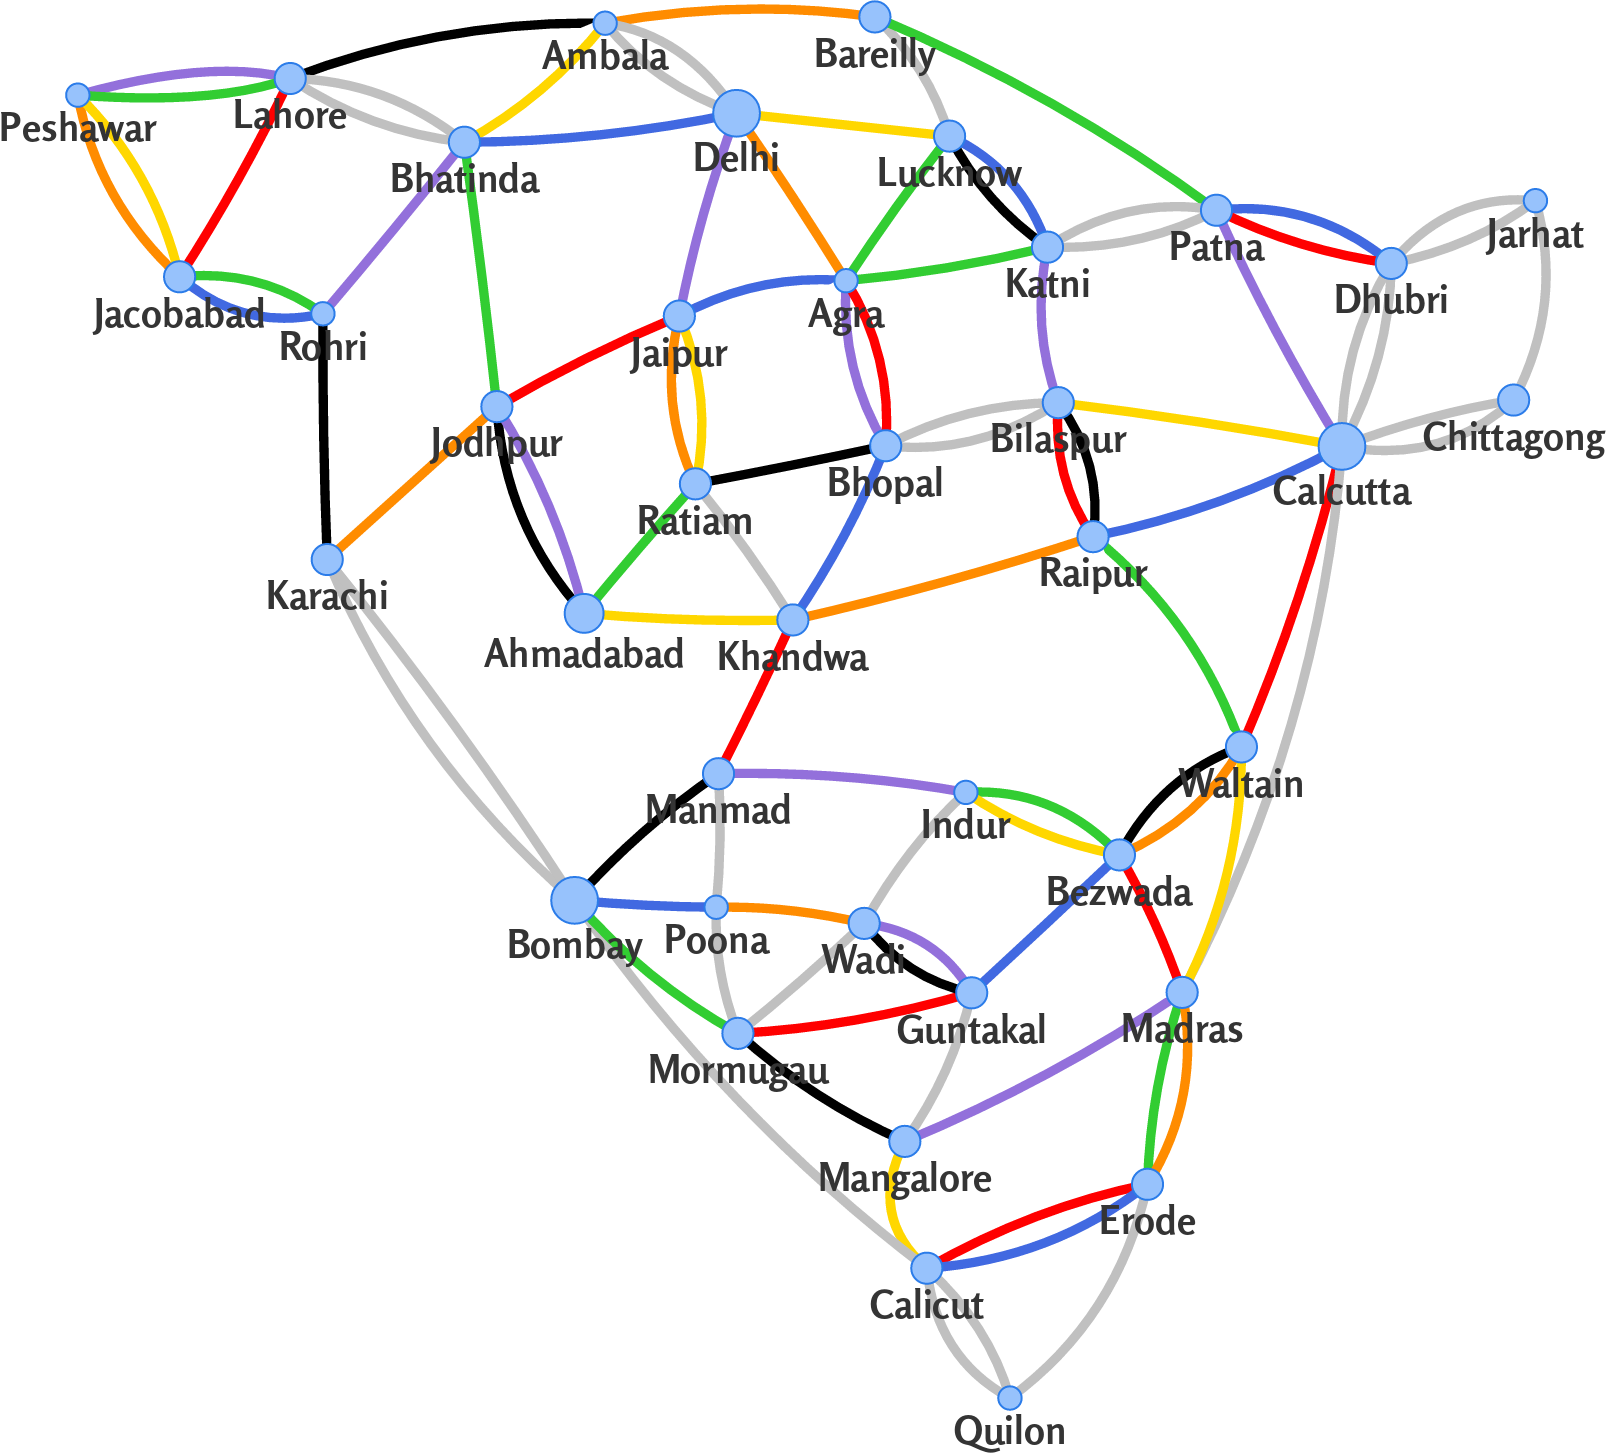 Ambala
Bareilly
Peshawar
Lahore
Bhatinda
Delhi
Lucknow
Patna
Jarhat
Katni
Dhubri
Jacobabad
Rohri
Jaipur
Agra
Jodhpur
Bhopal
Bilaspur
Chittagong
Calcutta
Ratiam
Raipur
Karachi
Ahmadabad
Khandwa
Waltain
Manmad
Indur
Bezwada
Bombay
Poona
Wadi
Guntakal
Madras
Mormugau
Mangalore
Erode
Calicut
Quilon